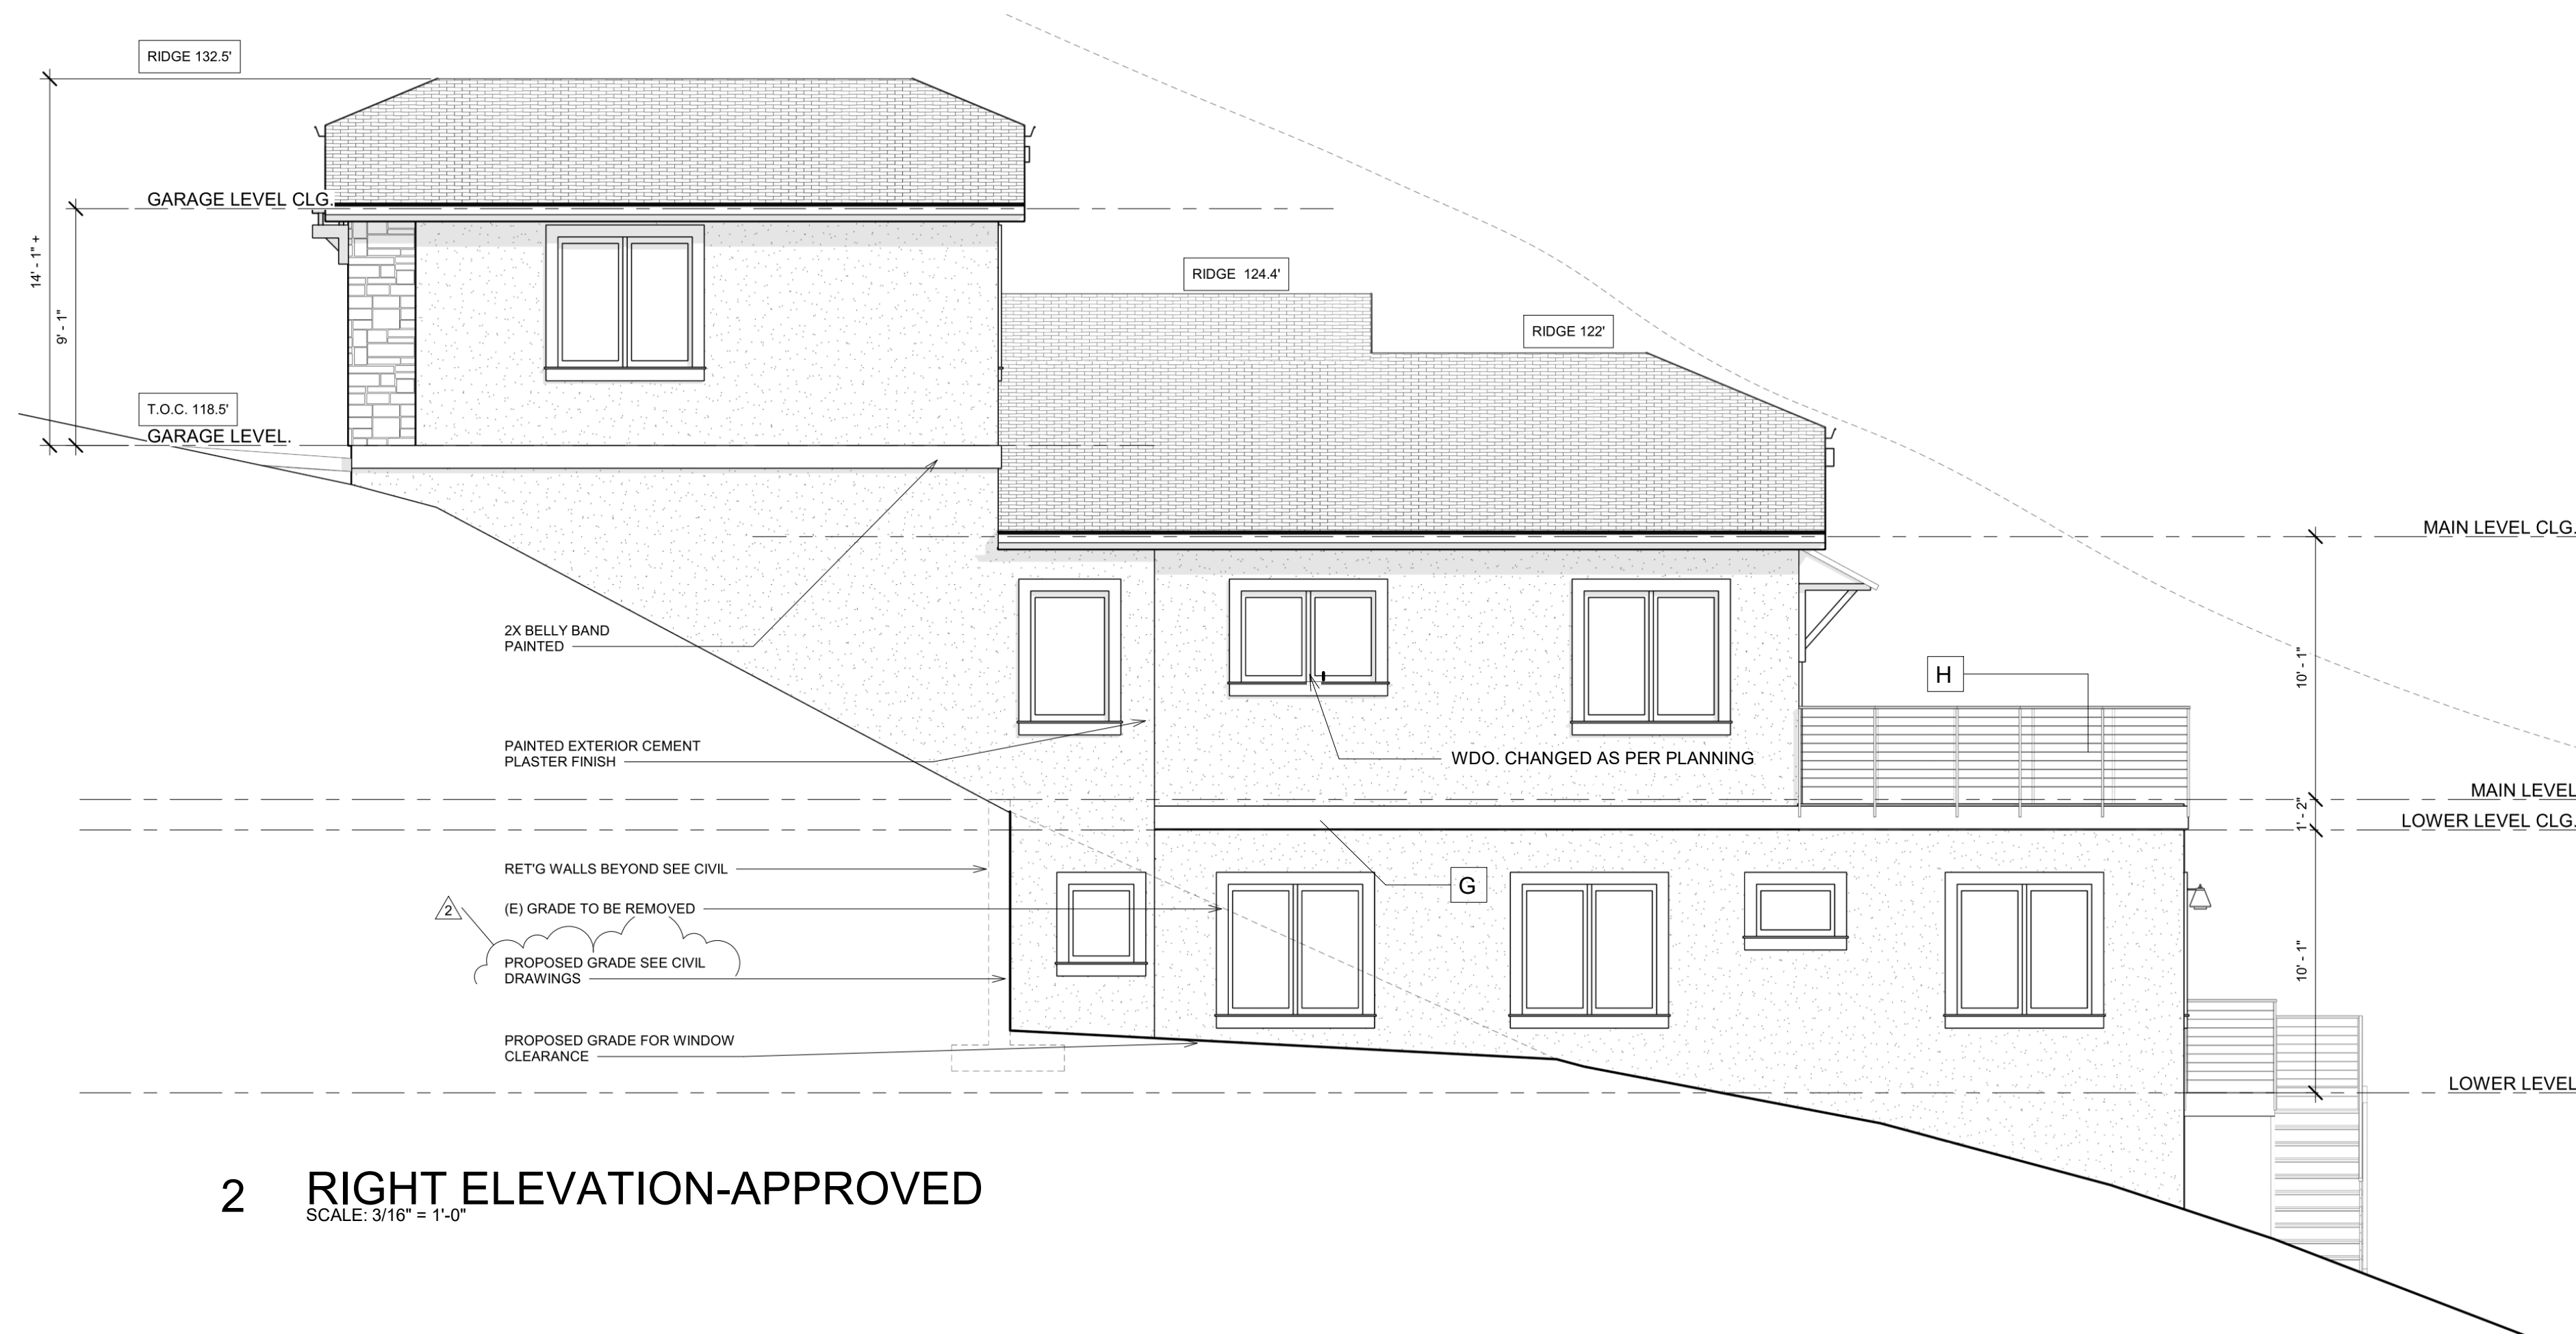 RIDGE 132.5'
GARAGE LEVEL CLG.
14' - 1" +
9' - 1"
RIDGE 124.4'
RIDGE 122'
T.O.C. 118.5'
GARAGE LEVEL.
MAIN LEVEL CLG.
2X BELLY BAND
PAINTED
10' - 1"
H
PAINTED EXTERIOR CEMENT
PLASTER FINISH
WDO. CHANGED AS PER PLANNING
MAIN LEVEL
1' - 2"
LOWER LEVEL CLG.
RET'G WALLS BEYOND SEE CIVIL
G
2
(E) GRADE TO BE REMOVED
PROPOSED GRADE SEE CIVIL
DRAWINGS
10' - 1"
PROPOSED GRADE FOR WINDOW
CLEARANCE
LOWER LEVEL
2 RIGHT ELEVATION-APPROVED
SCALE: 3/16" = 1'-0"